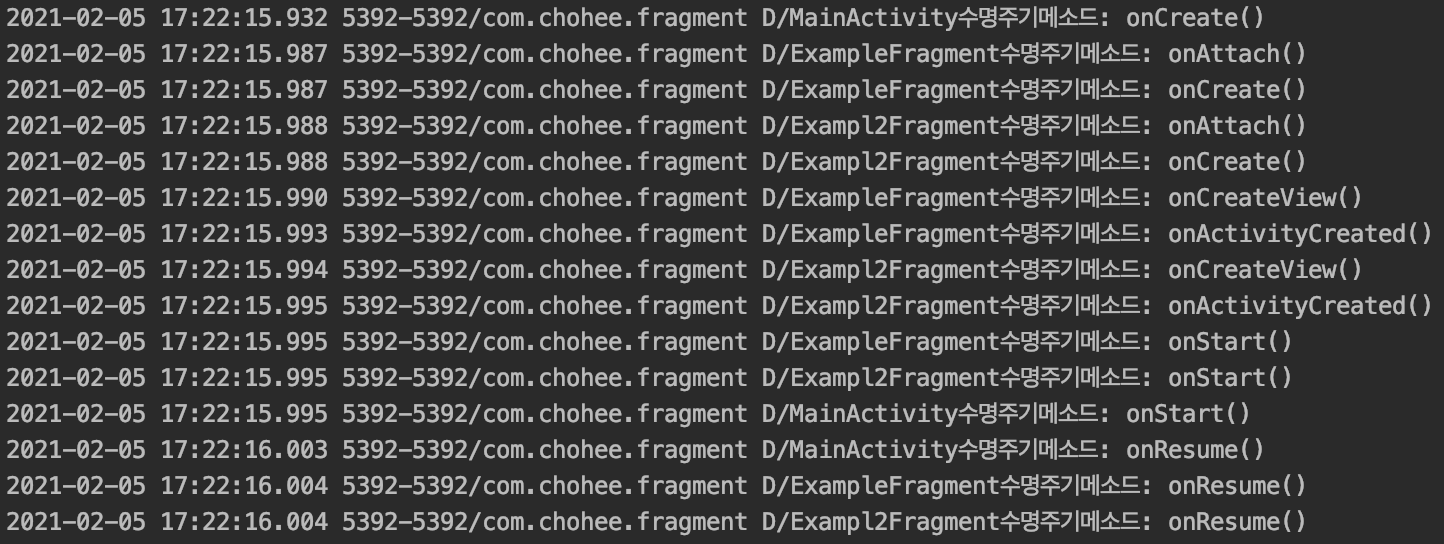 2021-02-05 17:22:15.932 5392-5392/com.chohee.fragment D/MainActivity수명주기메소드: onCreate()
2021-02-05 17:22:15.987 5392-5392/com.chohee.fragment D/ExampleFragment수명주기메소드: onAttach()
2021-02-05 17:22:15.987 5392-5392/com.chohee.fragment D/ExampleFragment수명주기메소드: onCreate()
2021-02-05 17:22:15.988 5392-5392/com.chohee.fragment D/Exampl2Fragment수명주기메소드: onAttach()
2021-02-05 17:22:15.988 5392-5392/com.chohee.fragment D/Exampl2Fragment수명주기메소드: onCreate()
2021-02-05 17:22:15.990 5392-5392/com.chohee.fragment D/ExampleFragment수명주기메소드: onCreateView()
2021-02-05 17:22:15.993 5392-5392/com.chohee.fragment D/ExampleFragment수명주기메소드: onActivityCreated()
2021-02-05 17:22:15.994 5392-5392/com.chohee.fragment D/Exampl2Fragment수명주기메소드: onCreateView()
2021-02-05 17:22:15.995 5392-5392/com.chohee.fragment D/Exampl2Fragment수명주기메소드: onActivityCreated()
2021-02-05 17:22:15.995 5392-5392/com.chohee.fragment D/ExampleFragment수명주기메소드: onStart()
2021-02-05 17:22:15.995 5392-5392/com.chohee.fragment D/Exampl2Fragment수명주기메소드: onStart()
2021-02-05 17:22:15.995 5392-5392/com.chohee.fragment D/MainActivity수명주기메소드: onStart()
2021-02-05 17:22:16.003 5392-5392/com.chohee.fragment D/MainActivity수명주기메소드: onResume()
2021-02-05 17:22:16.004 5392-5392/com.chohee.fragment D/ExampleFragment수명주기메소드: onResume()
2021-02-05 17:22:16.004 5392-5392/com.chohee.fragment D/Exampl2Fragment수명주기메소드: onResume()